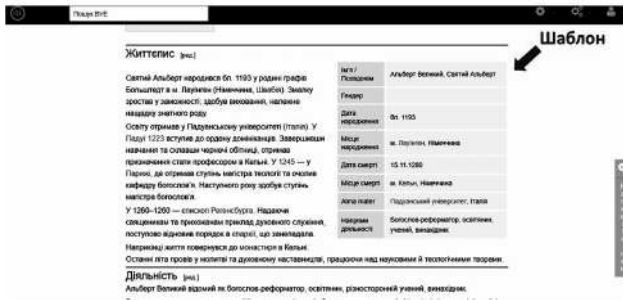 Пошук ВУЕ
Шаблон
Життєпис [ред.]
Святий Альберт народився бл. 1193 у родині графів
Больштедт в м. Лауінген (Німеччина, Швабія). Змалку
зростав у заможності; здобув виховання, належне
нащадку знатного роду.
Освіту отримав у Падуанському університеті (Італія). У
Падуї 1223 вступив до ордену домініканців. Завершивши
навчання та склавши чернечі обітниці, отримав
призначення стати професором в Кельні. У 1245 — у
Парижі, де отримав ступінь магістра теології та очолив
кафедру богослов'я. Наступного року здобув ступінь
магістра богослов'я.
У 1260–1260 — єпископ Регенсбурга. Надаючи
священникам та прихожанам приклад духовного служіння,
поступово відновив порядок в єпархії, що занепадала.
Наприкінці життя повернувся до монастиря в Кельні.
Останні літа провів у молитві та духовному наставництві, працюючи над науковими й теологічними творами.
Ім'я / Псевдонім Альберт Великий, Святий Альберт
Гендер
Дата народження бл. 1193
Місце народження м. Лауінген, Німеччина
Дата смерті 15.11.1280
Місце смерті м. Кельн, Німеччина
Alma mater Падуанський університет, Італія
Напрями діяльності Богослов-реформатор, освітянин, учений, винахідник
Діяльність [ред.]
Альберт Великий відомий як богослов-реформатор, освітянин, різносторонній учений, винахідник.